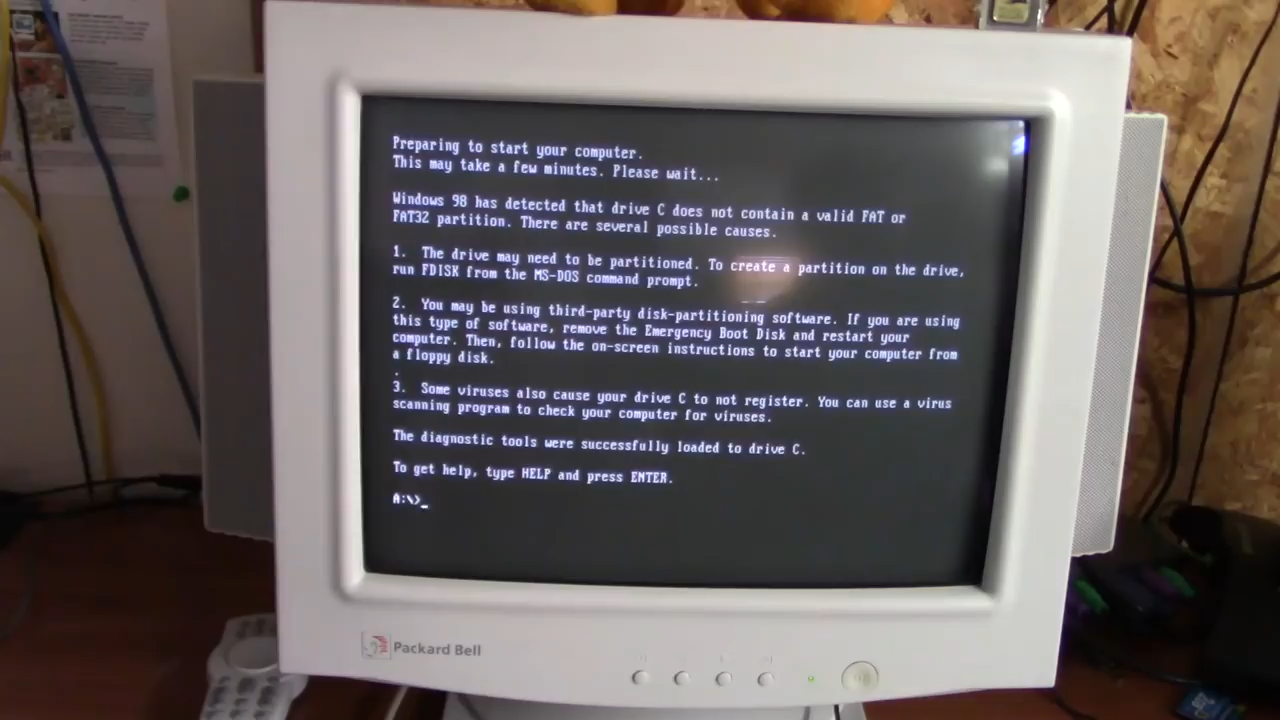 Preparing to start your computer.
This may take a few minutes. Please wait...
Windows 98 has detected that drive C does not contain a valid FAT or
FAT32 partition. There are several possible causes.
1. The drive may need to be partitioned. To create a partition on the drive,
run FDISK from the MS-DOS command prompt.
2. You may be using third-party disk-partitioning software. If you are using
this type of software, remove the Emergency Boot Disk and restart your
computer. Then, follow the on-screen instructions to start your computer from
a floppy disk.
.
3. Some viruses also cause your drive C to not register. You can use a virus
scanning program to check your computer for viruses.
The diagnostic tools were successfully loaded to drive C.
To get help, type HELP and press ENTER.
A:\>_
Packard Bell